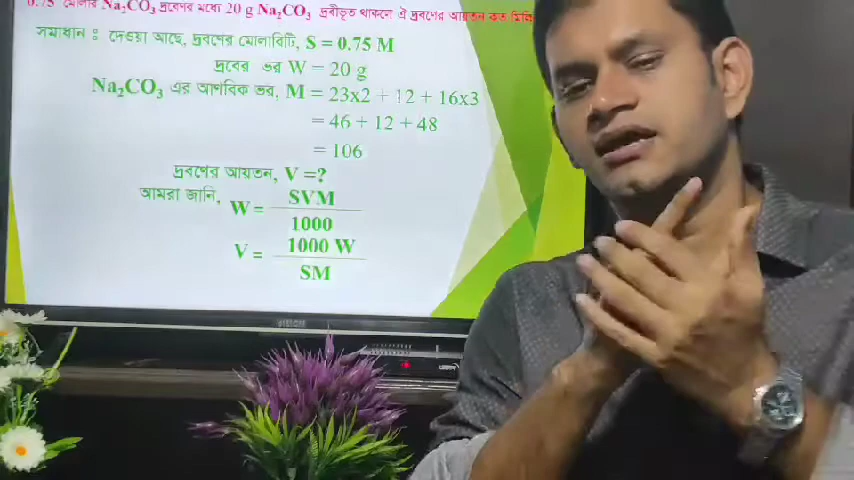 0.75 মোলার Na₂CO₃ দ্রবণের মধ্যে 20 g Na₂CO₃ দ্রবীভূত থাকলে ঐ দ্রবণের আয়তন কত মিলি
সমাধান : দেওয়া আছে, দ্রবণের মোলারিটি, S = 0.75 M
দ্রবের ভর W = 20 g
Na₂CO₃ এর আণবিক ভর, M = 23x2 + 12 + 16x3
= 46 + 12 + 48
= 106
দ্রবণের আয়তন, V =?
আমরা জানি, W = SVM / 1000
V = 1000 W / SM
VISION